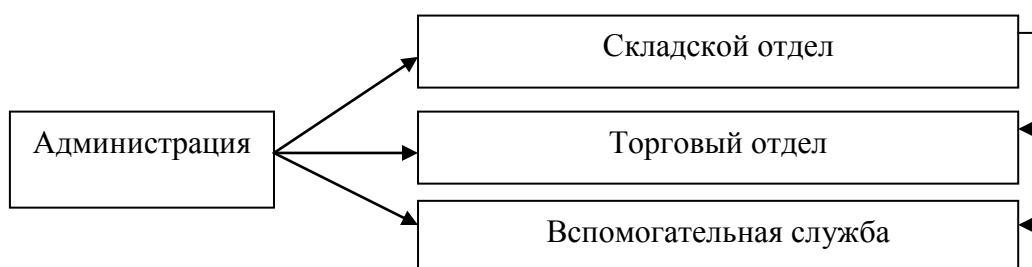 Складской отдел
Администрация
Торговый отдел
Вспомогательная служба